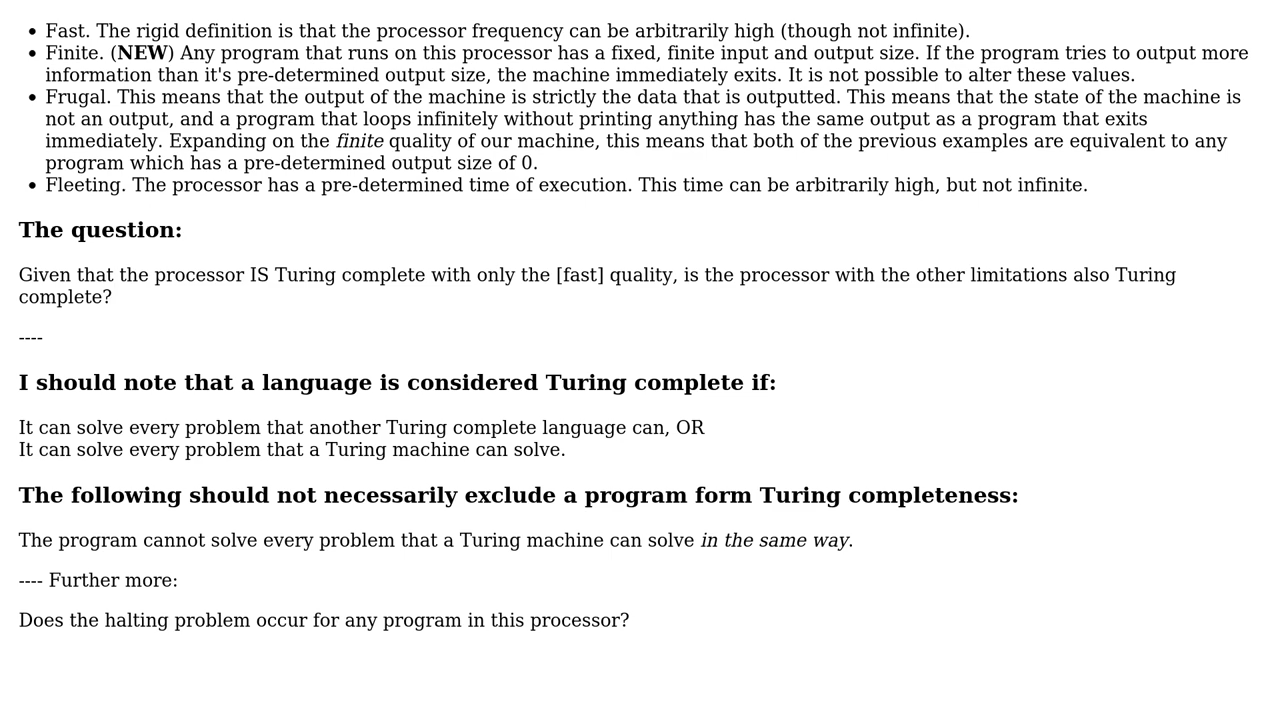 • Fast. The rigid definition is that the processor frequency can be arbitrarily high (though not infinite).
• Finite. (NEW) Any program that runs on this processor has a fixed, finite input and output size. If the program tries to output more
information than it's pre-determined output size, the machine immediately exits. It is not possible to alter these values.
• Frugal. This means that the output of the machine is strictly the data that is outputted. This means that the state of the machine is
not an output, and a program that loops infinitely without printing anything has the same output as a program that exits
immediately. Expanding on the finite quality of our machine, this means that both of the previous examples are equivalent to any
program which has a pre-determined output size of 0.
• Fleeting. The processor has a pre-determined time of execution. This time can be arbitrarily high, but not infinite.
The question:
Given that the processor IS Turing complete with only the [fast] quality, is the processor with the other limitations also Turing
complete?
----
I should note that a language is considered Turing complete if:
It can solve every problem that another Turing complete language can, OR
It can solve every problem that a Turing machine can solve.
The following should not necessarily exclude a program form Turing completeness:
The program cannot solve every problem that a Turing machine can solve in the same way.
---- Further more:
Does the halting problem occur for any program in this processor?